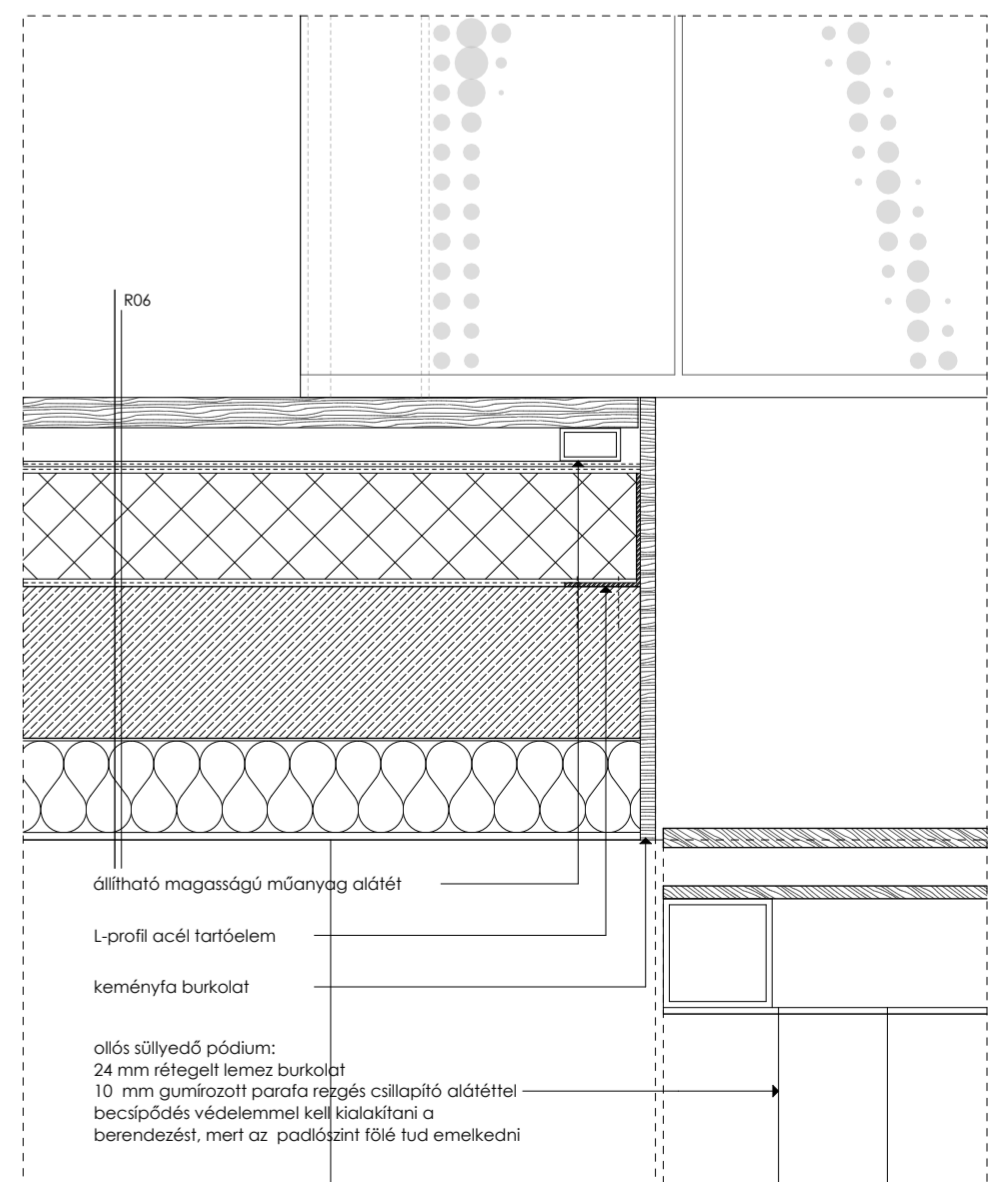 R06
állítható magasságú műanyag alátét
L-profil acél tartóelem
keményfa burkolat
ollós süllyedő pódium:
24 mm rétegelt lemez burkolat
10 mm gumírozott parafa rezgés csillapító alátéttel
becsípődés védelemmel kell kialakítani a
berendezést, mert az padlószint fölé tud emelkedni